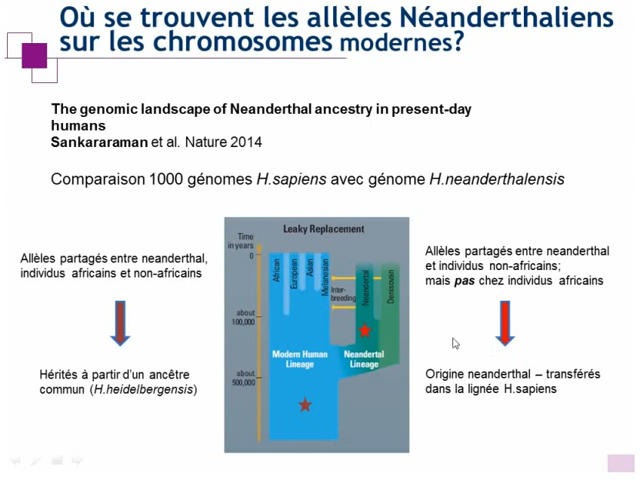 Où se trouvent les allèles Néanderthaliens
sur les chromosomes modernes?
The genomic landscape of Neanderthal ancestry in present-day
humans
Sankararaman et al. Nature 2014
Comparaison 1000 génomes H.sapiens avec génome H.neanderthalensis
Allèles partagés entre neanderthal,
individus africains et non-africains
Hérités à partir d'un ancêtre
commun (H.heidelbergensis)
Leaky Replacement
Time
in years
0
African
European
Asian
Melanesian
Inter-
breeding
Neandertal
Denisovan
about
100,000
Modern Human
Lineage
Neandertal
Lineage
about
500,000
Allèles partagés entre neanderthal
et individus non-africains;
mais pas chez individus africains
Origine neanderthal – transférés
dans la lignée H.sapiens